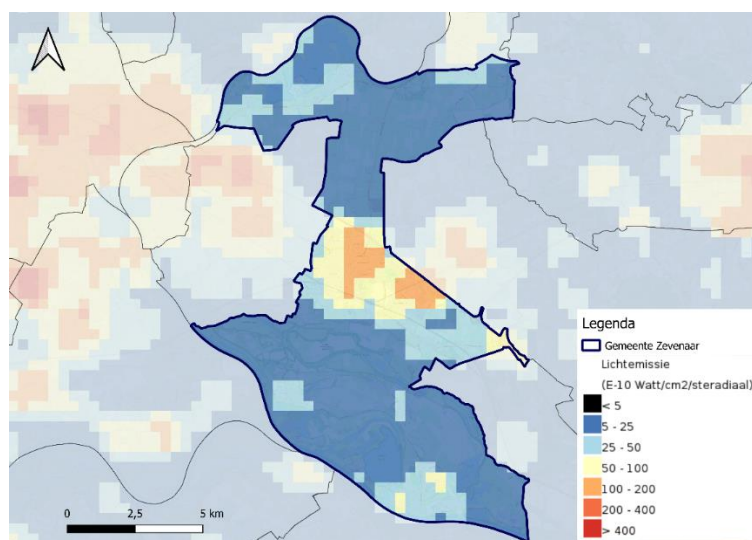 Legenda
Gemeente Zevenaar
Lichtemissie
(E-10 Watt/cm2/steradiaal)
< 5
5 - 25
25 - 50
50 - 100
100 - 200
200 - 400
> 400
0 2,5 5 km